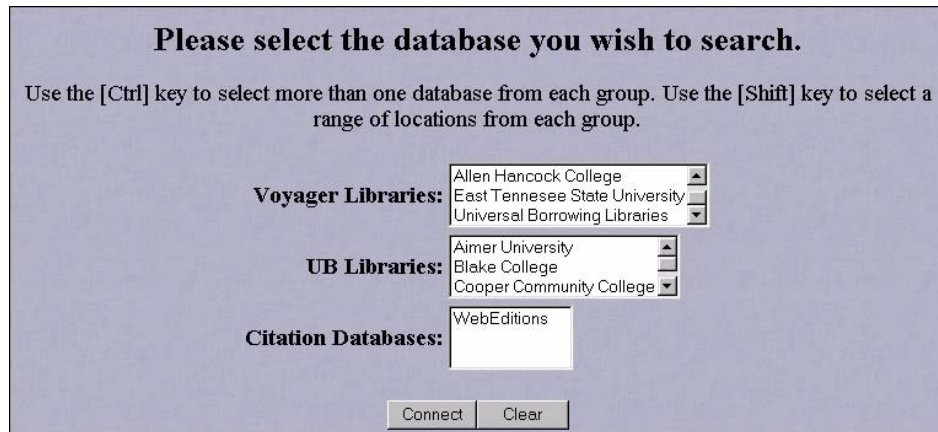 Please select the database you wish to search.
Use the [Ctrl] key to select more than one database from each group. Use the [Shift] key to select a
range of locations from each group.
Voyager Libraries:
Allen Hancock College
East Tennesee State University
Universal Borrowing Libraries
UB Libraries:
Aimer University
Blake College
Cooper Community College
Citation Databases:
WebEditions
Connect Clear